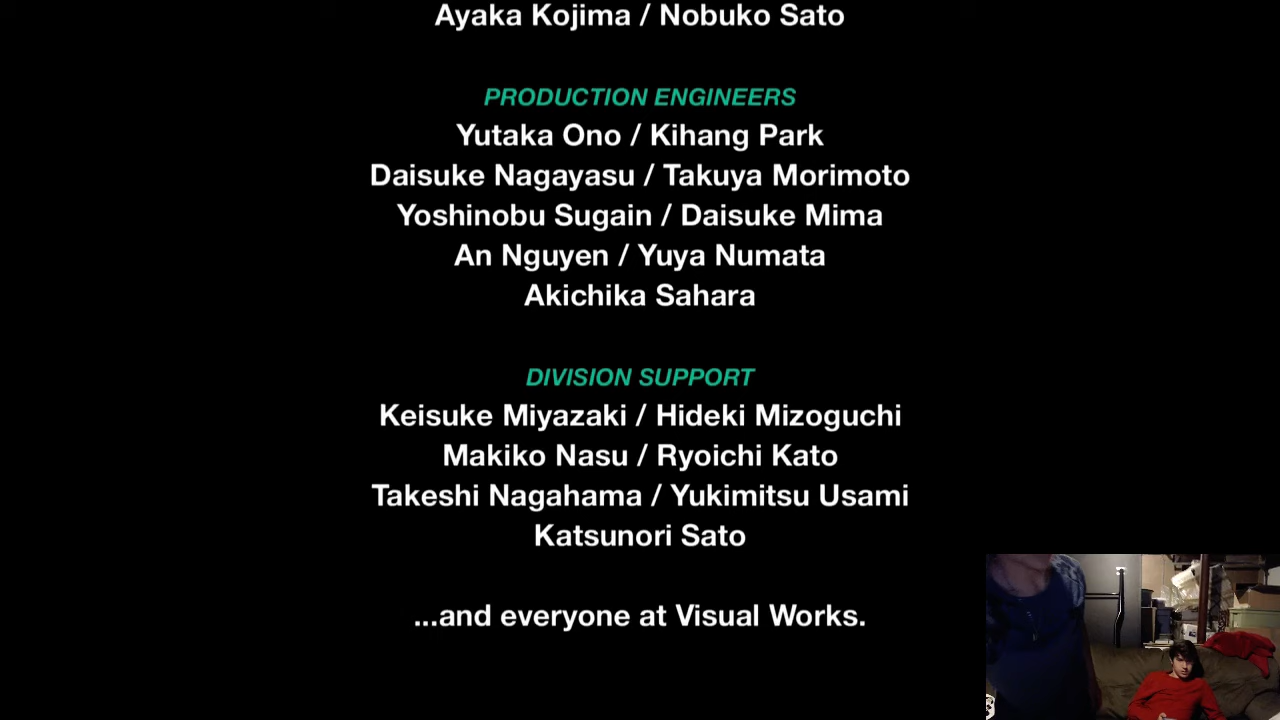 Ayaka Kojima / Nobuko Sato
PRODUCTION ENGINEERS
Yutaka Ono / Kihang Park
Daisuke Nagayasu / Takuya Morimoto
Yoshinobu Sugain / Daisuke Mima
An Nguyen / Yuya Numata
Akichika Sahara
DIVISION SUPPORT
Keisuke Miyazaki / Hideki Mizoguchi
Makiko Nasu / Ryoichi Kato
Takeshi Nagahama / Yukimitsu Usami
Katsunori Sato
...and everyone at Visual Works.